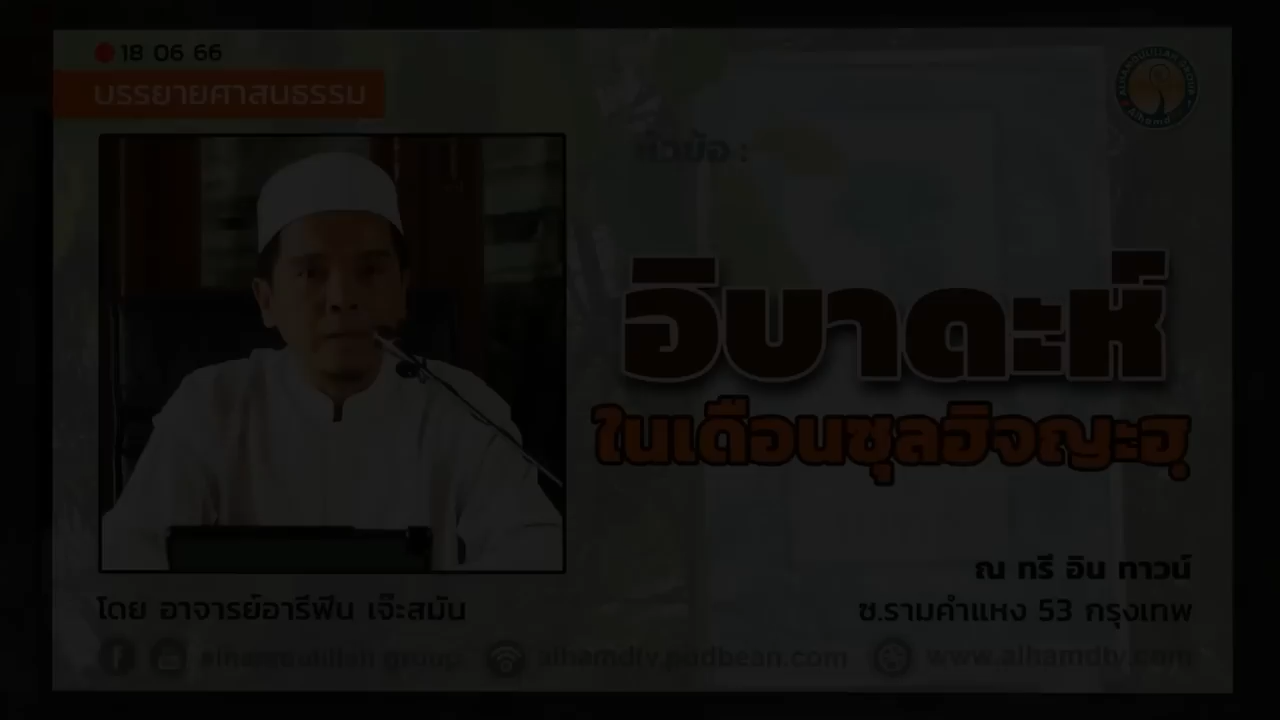 18 06 66
บรรยายศาสนธรรม
หัวข้อ :
อิบาดะห์
ในเดือนซุลฮิจญะฮฺ
ณ ทรี อิน ทาวน์
โดย อาจารย์อารีฟีน เจ๊ะสมัน
ซ.รามคำแหง 53 กรุงเทพ
alhamdulilah group
alhamdtv.podbean.com
www.alhamdtv.com